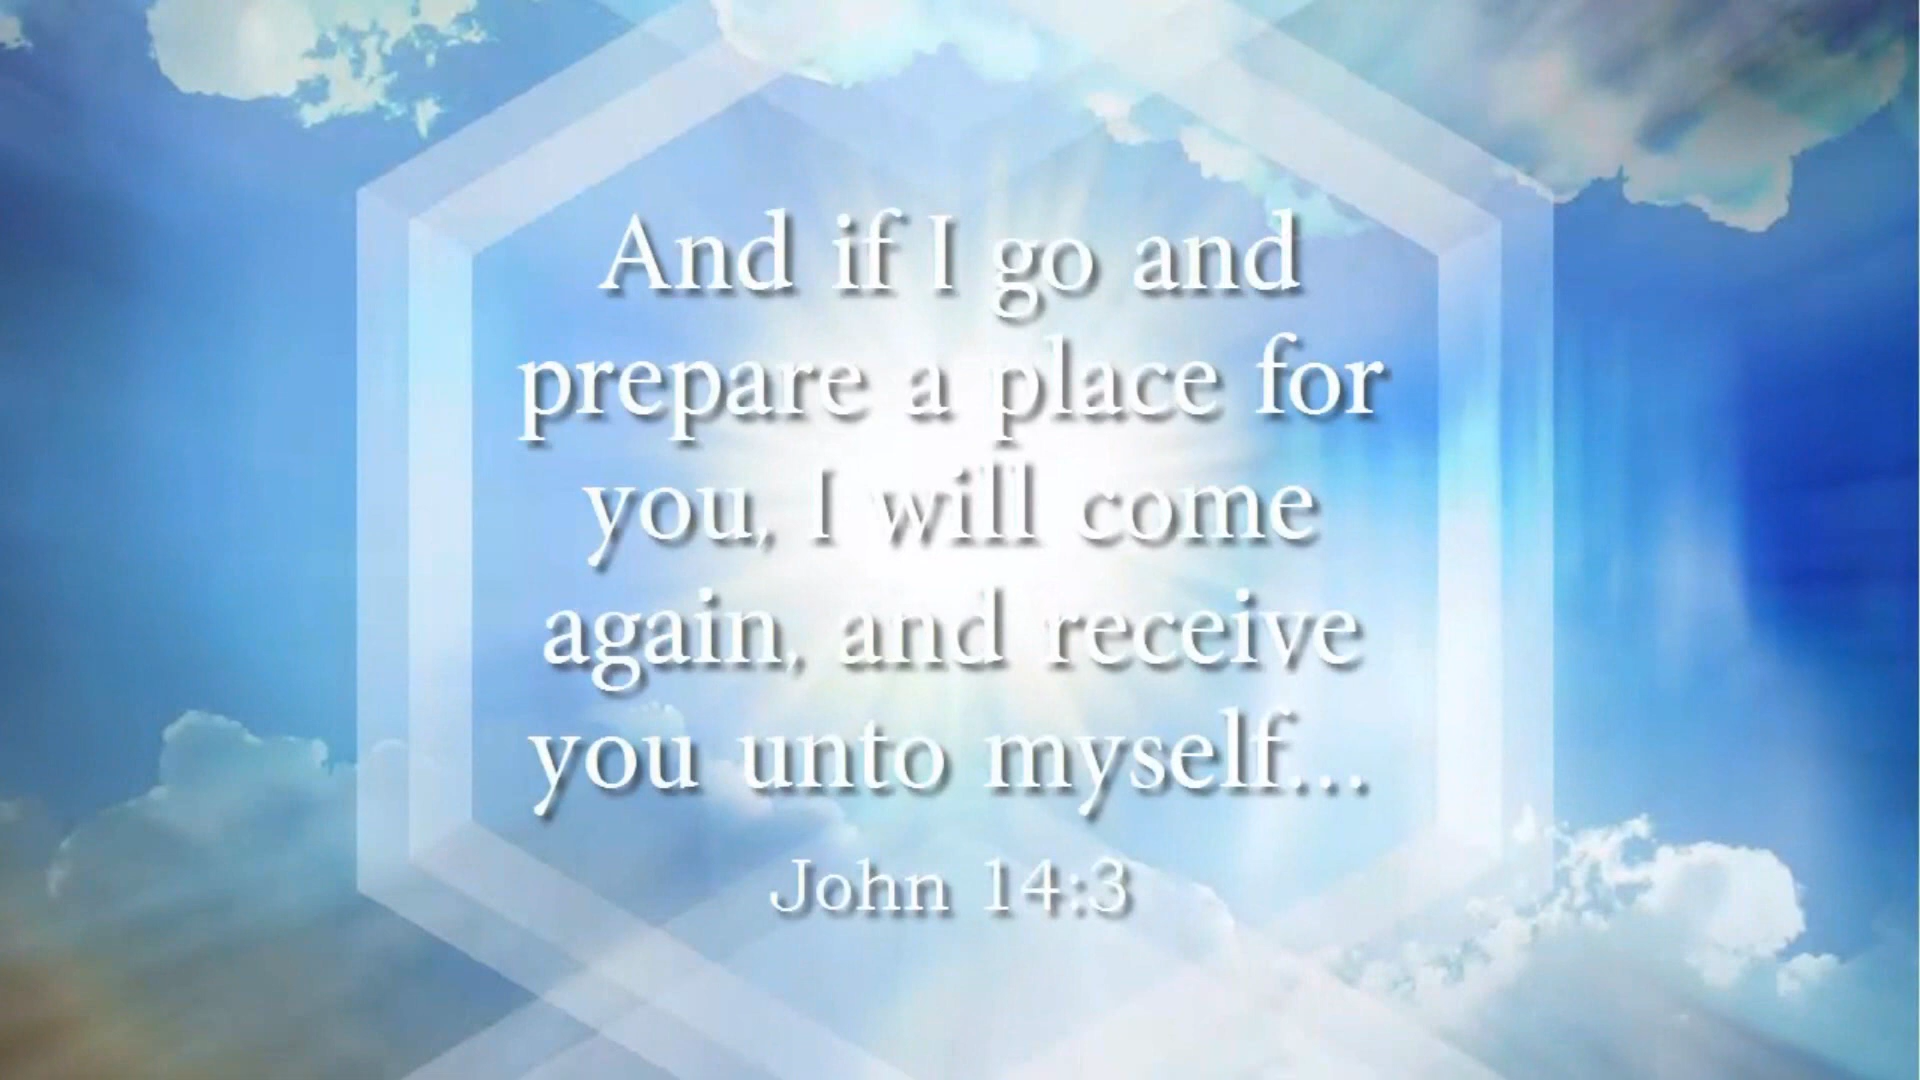 And if I go and
prepare a place for
you, I will come
again, and receive
you unto myself...
John 14:3